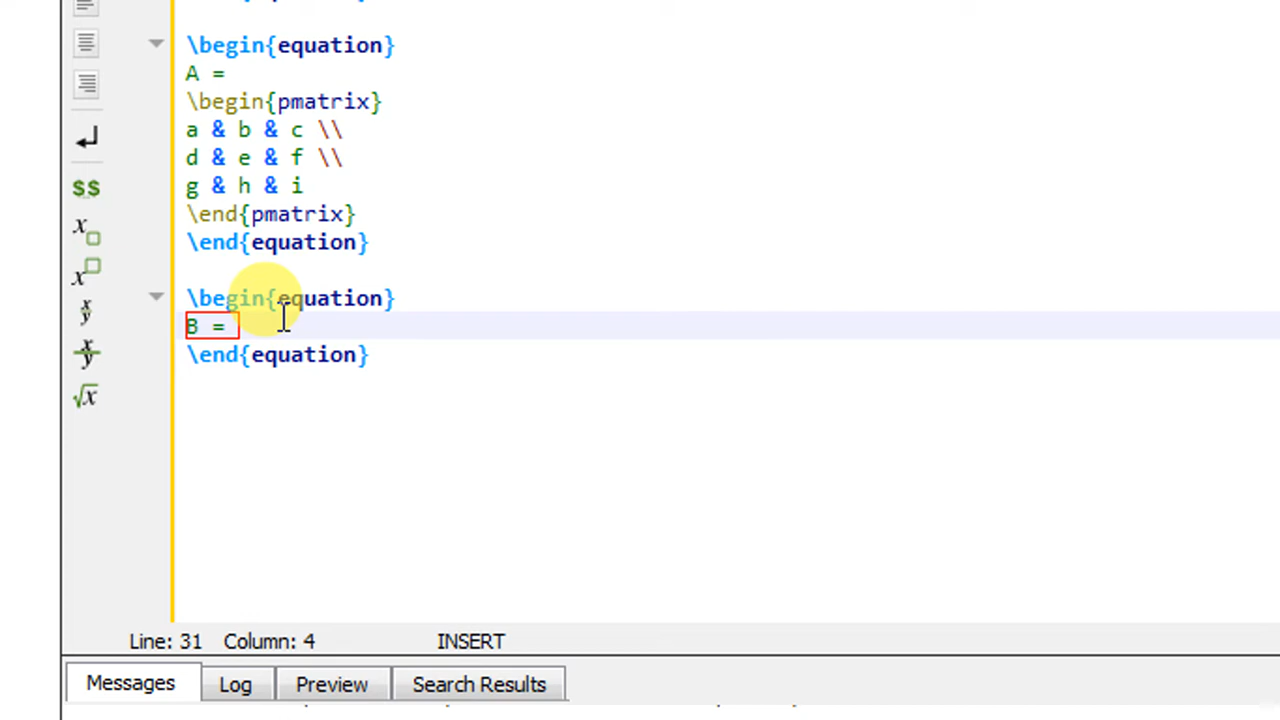 \begin{equation}
A =
\begin{pmatrix}
a & b & c \\
d & e & f \\
g & h & i
\end{pmatrix}
\end{equation}
\begin{equation}
B =
\end{equation}
$$
x
x
x/y
x/y
√x
Line: 31 Column: 4 INSERT
Messages Log Preview Search Results